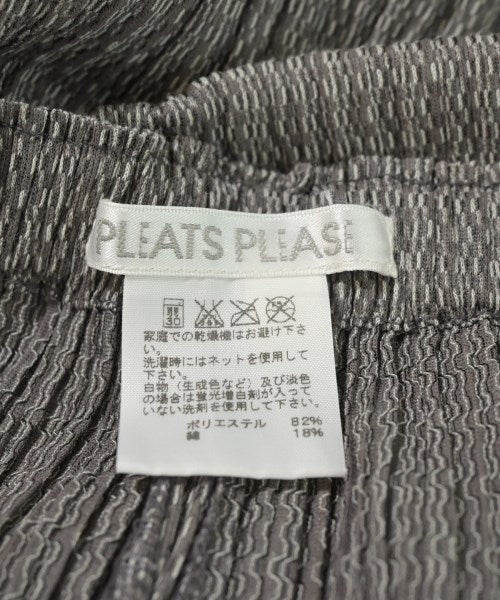 PLEATS PLEASE
30
家庭での乾燥機はお避け下さ
い。
洗濯時にはネットを使用して
下さい。
白物（生成色など）及び淡色
の場合は蛍光増白剤が入って
いない洗剤を使用して下さい。
ポリエステル 82%
綿 18%